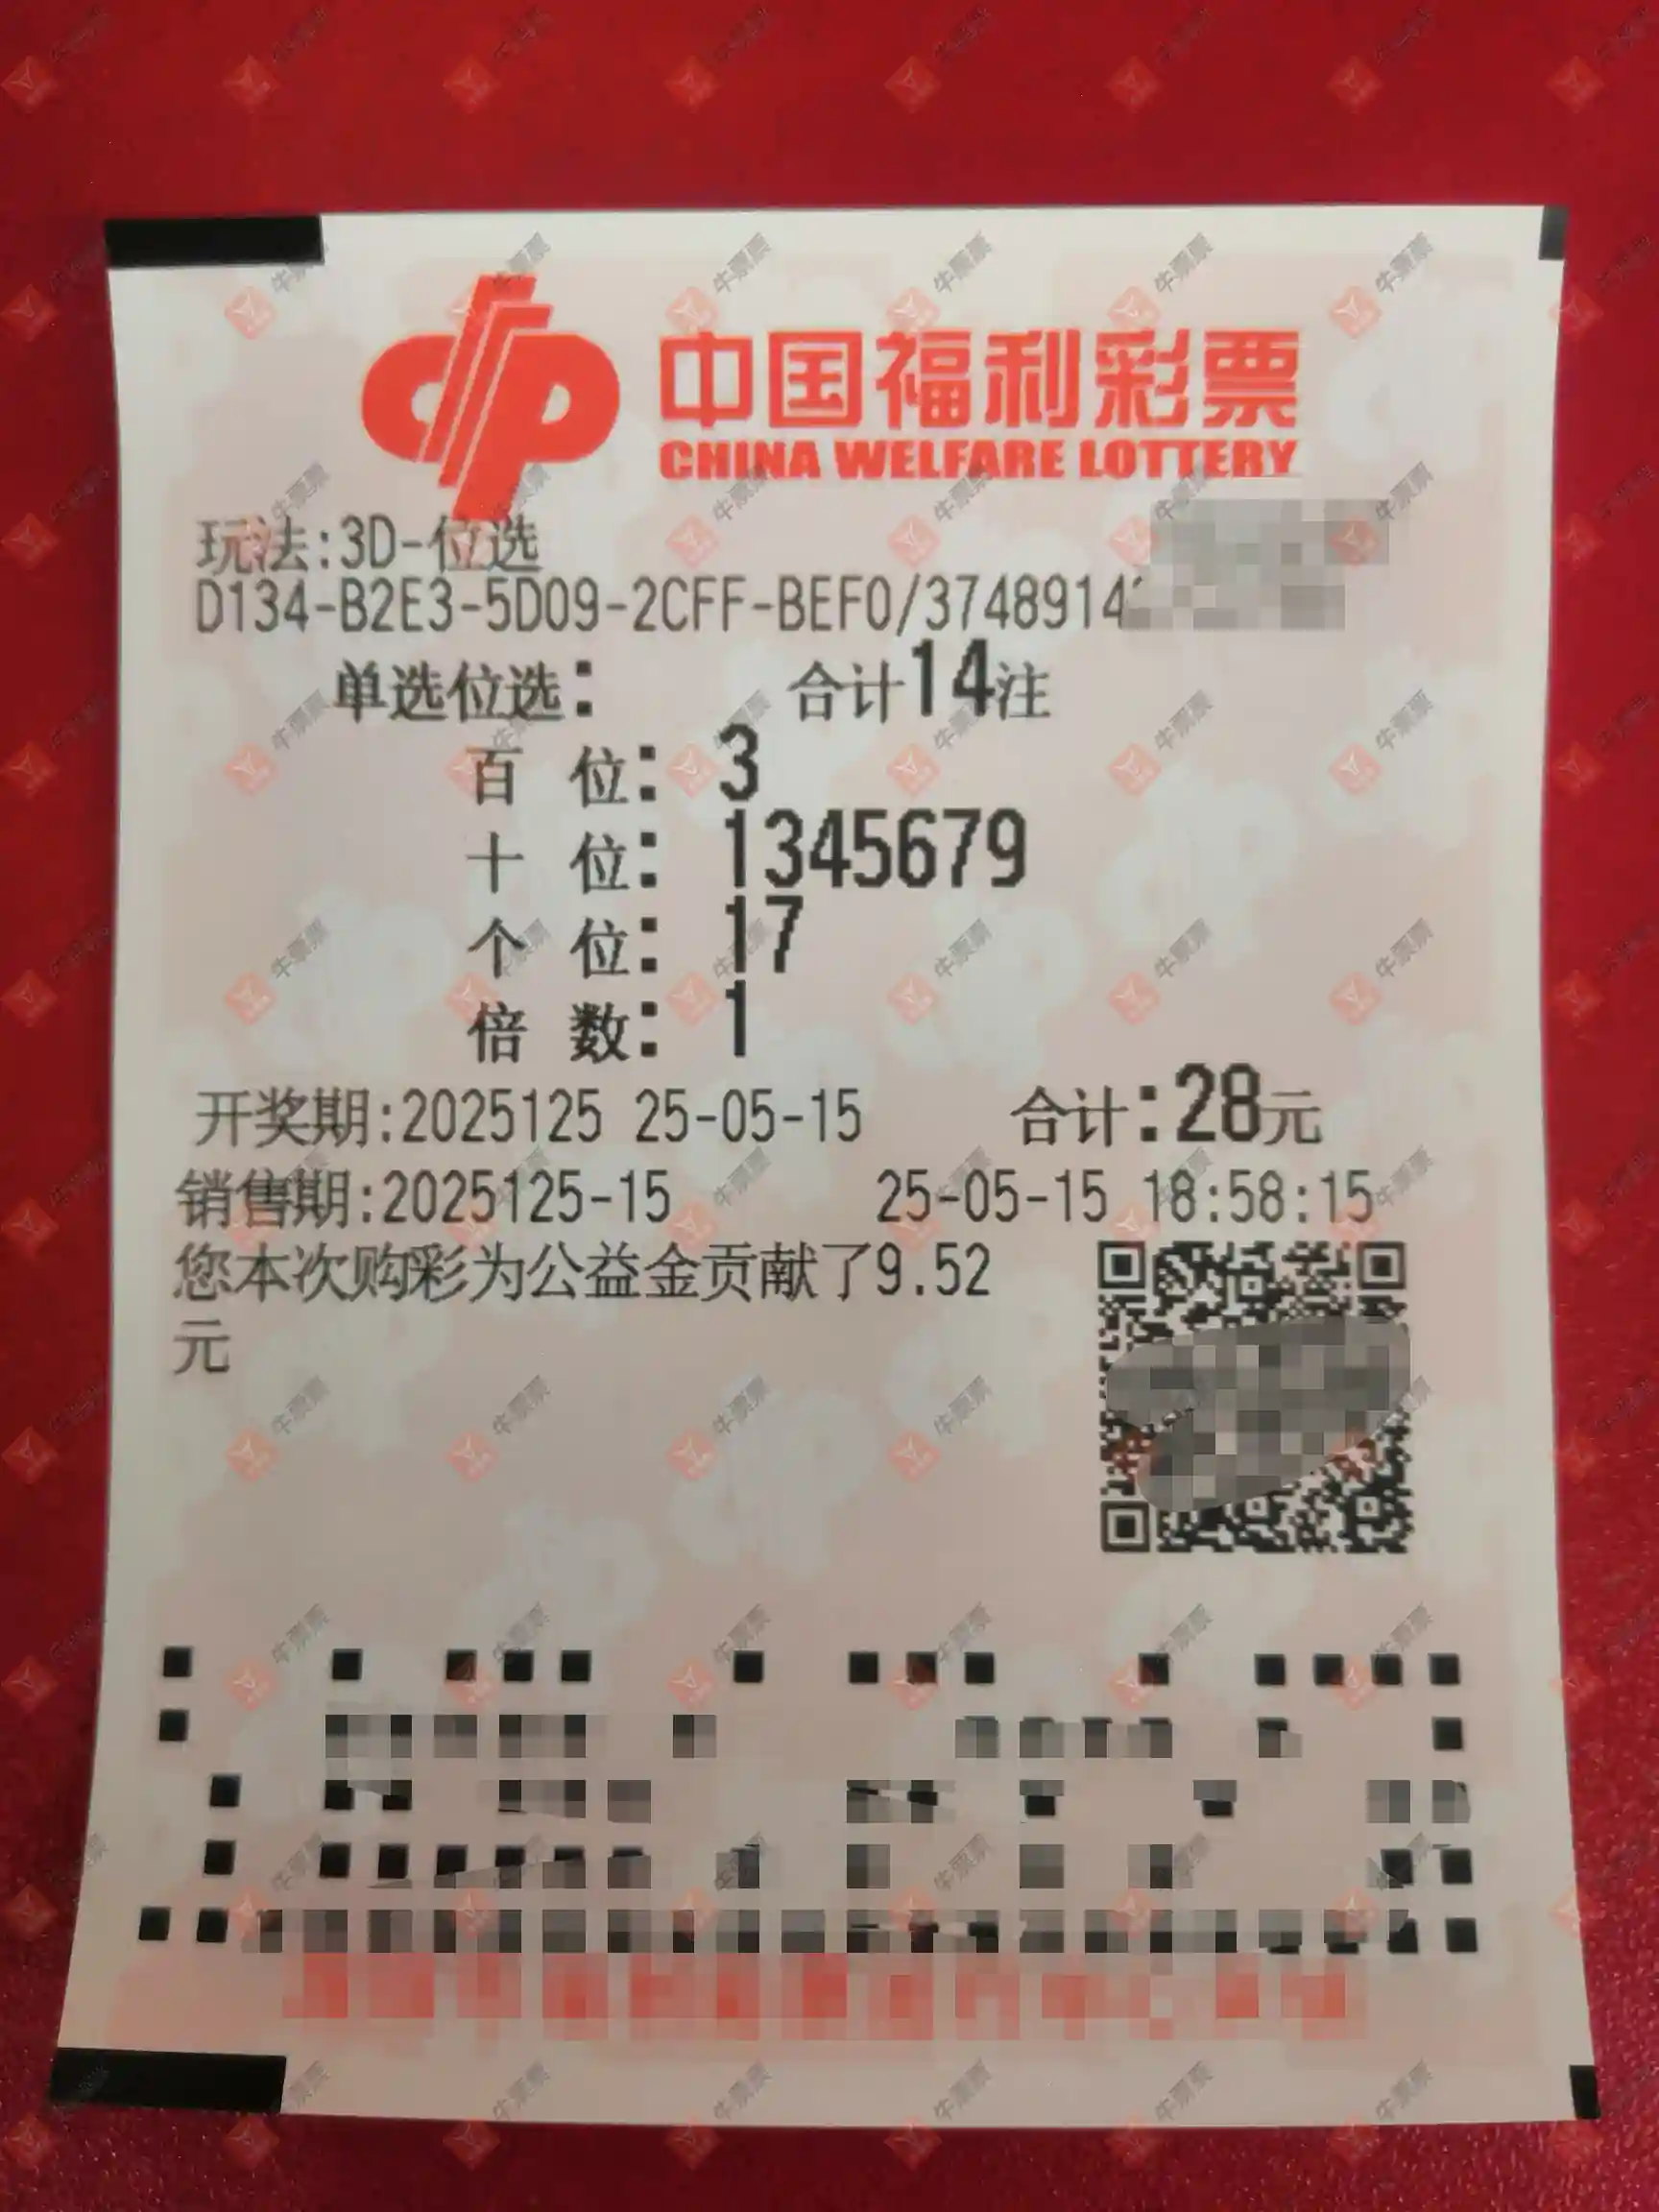 中国福利彩票
CHINA WELFARE LOTTERY
玩法:3D-位选
D134-B2E3-5D09-2CFF-BEF0/3748914
单选位选: 合计14注
百 位: 3
十 位: 1345679
个 位: 17
倍 数: 1
开奖期:2025125 25-05-15 合计:28元
销售期:2025125-15 25-05-15 18:58:15
您本次购彩为公益金贡献了9.52
元
牛票票